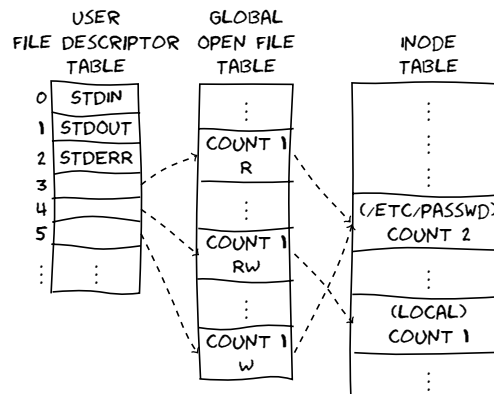 USER
FILE DESCRIPTOR
TABLE
0 STDIN
1 STDOUT
2 STDERR
3
4
5
⋮ ⋮
GLOBAL
OPEN FILE
TABLE
⋮
COUNT 1
R
⋮
COUNT 1
RW
⋮
COUNT 1
W
INODE
TABLE
⋮
⋮
(/ETC/PASSWD)
COUNT 2
⋮
(LOCAL)
COUNT 1
⋮